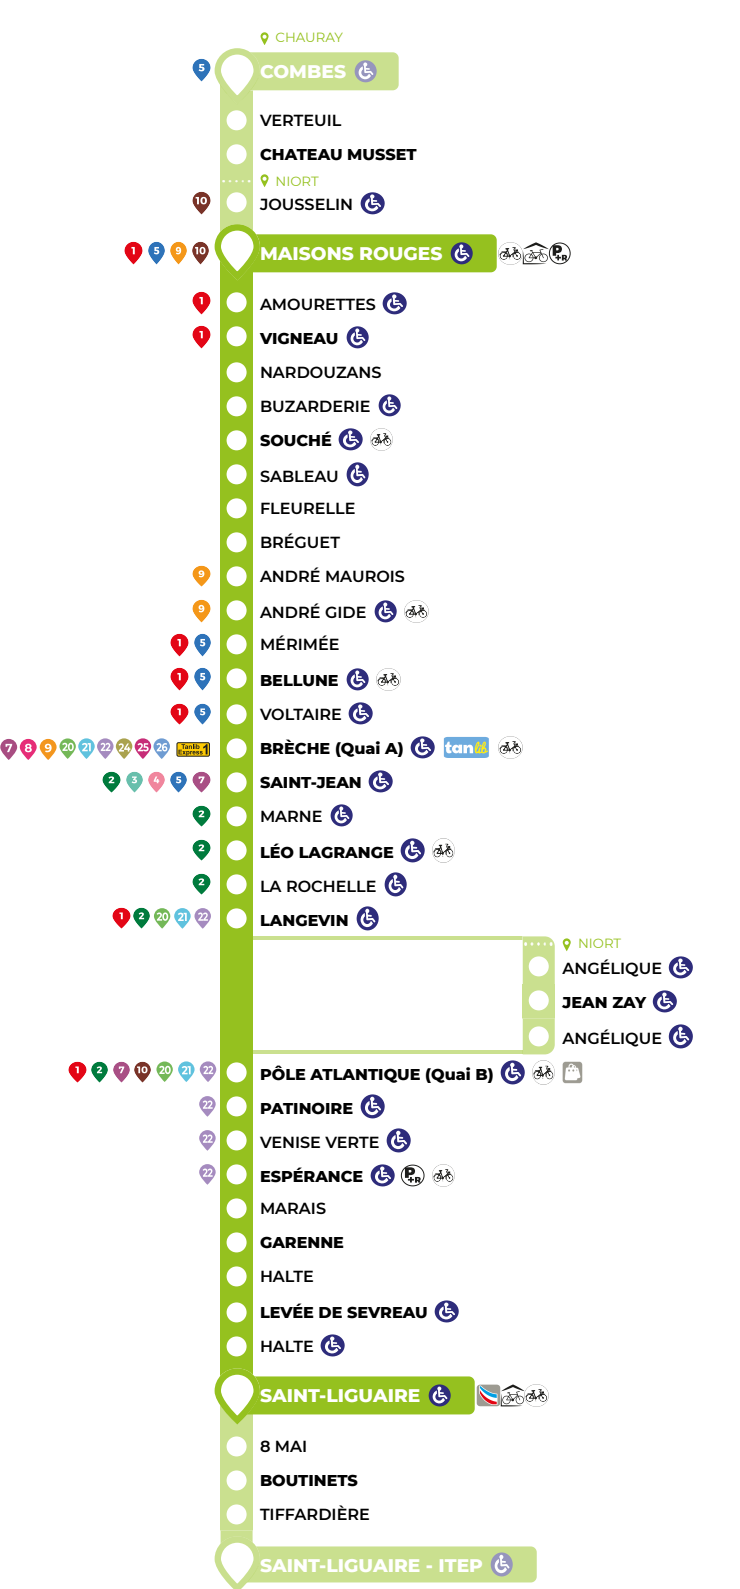 CHAURAY
5 COMBES
VERTEUIL
CHATEAU MUSSET
NIORT
10 JOUSSELIN
1 5 9 10 MAISONS ROUGES P+R
1 AMOURETTES
1 VIGNEAU
NARDOUZANS
BUZARDERIE
SOUCHÉ
SABLEAU
FLEURELLE
BRÉGUET
9 ANDRÉ MAUROIS
9 ANDRÉ GIDE
1 5 MÉRIMÉE
1 5 BELLUNE
1 5 VOLTAIRE
7 8 9 20 21 22 24 25 26 Tanlib Express 1 BRÈCHE (Quai A) tanlib
2 3 4 5 7 SAINT-JEAN
2 MARNE
2 LÉO LAGRANGE
2 LA ROCHELLE
1 2 20 21 22 LANGEVIN
NIORT
ANGÉLIQUE
JEAN ZAY
ANGÉLIQUE
1 2 7 10 20 21 22 PÔLE ATLANTIQUE (Quai B)
22 PATINOIRE
22 VENISE VERTE
22 ESPÉRANCE P+R
MARAIS
GARENNE
HALTE
LEVÉE DE SEVREAU
HALTE
SAINT-LIGUAIRE
8 MAI
BOUTINETS
TIFFARDIÈRE
SAINT-LIGUAIRE - ITEP